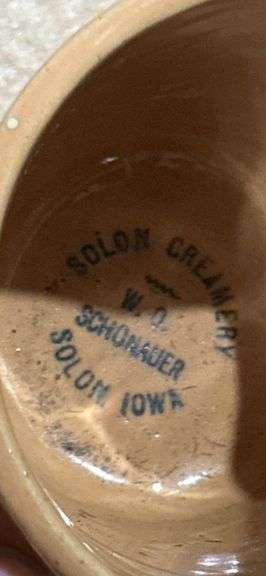 SOLON CREAMERY
W. O.
SCHONAUER
SOLON IOWA